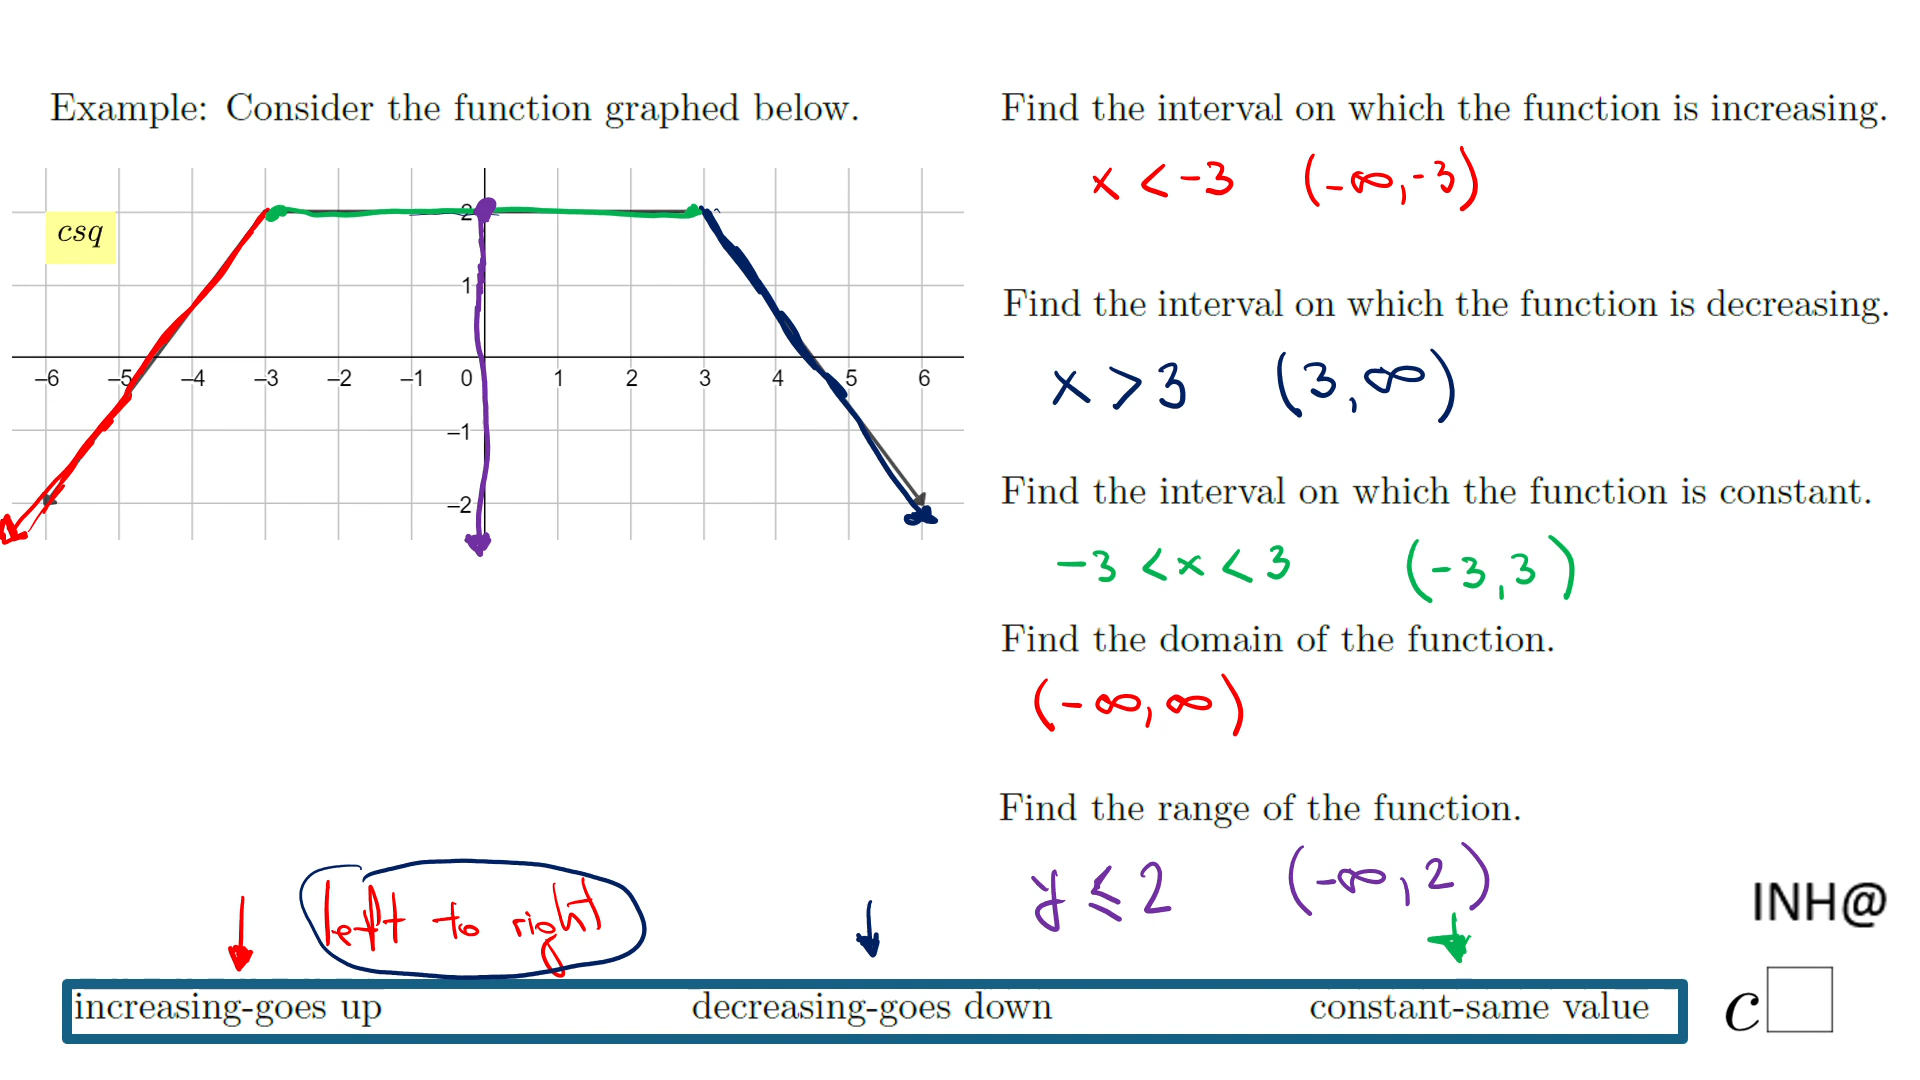 Example: Consider the function graphed below.
csq
2
1
–6 –5 –4 –3 –2 –1 0 1 2 3 4 5 6
–1
–2
Find the interval on which the function is increasing.
x < -3 (-∞, -3)
Find the interval on which the function is decreasing.
x > 3 (3, ∞)
Find the interval on which the function is constant.
-3 < x < 3 (-3, 3)
Find the domain of the function.
(-∞, ∞)
Find the range of the function.
y ≤ 2 (-∞, 2)
left to right
increasing-goes up decreasing-goes down constant-same value
INH@
c